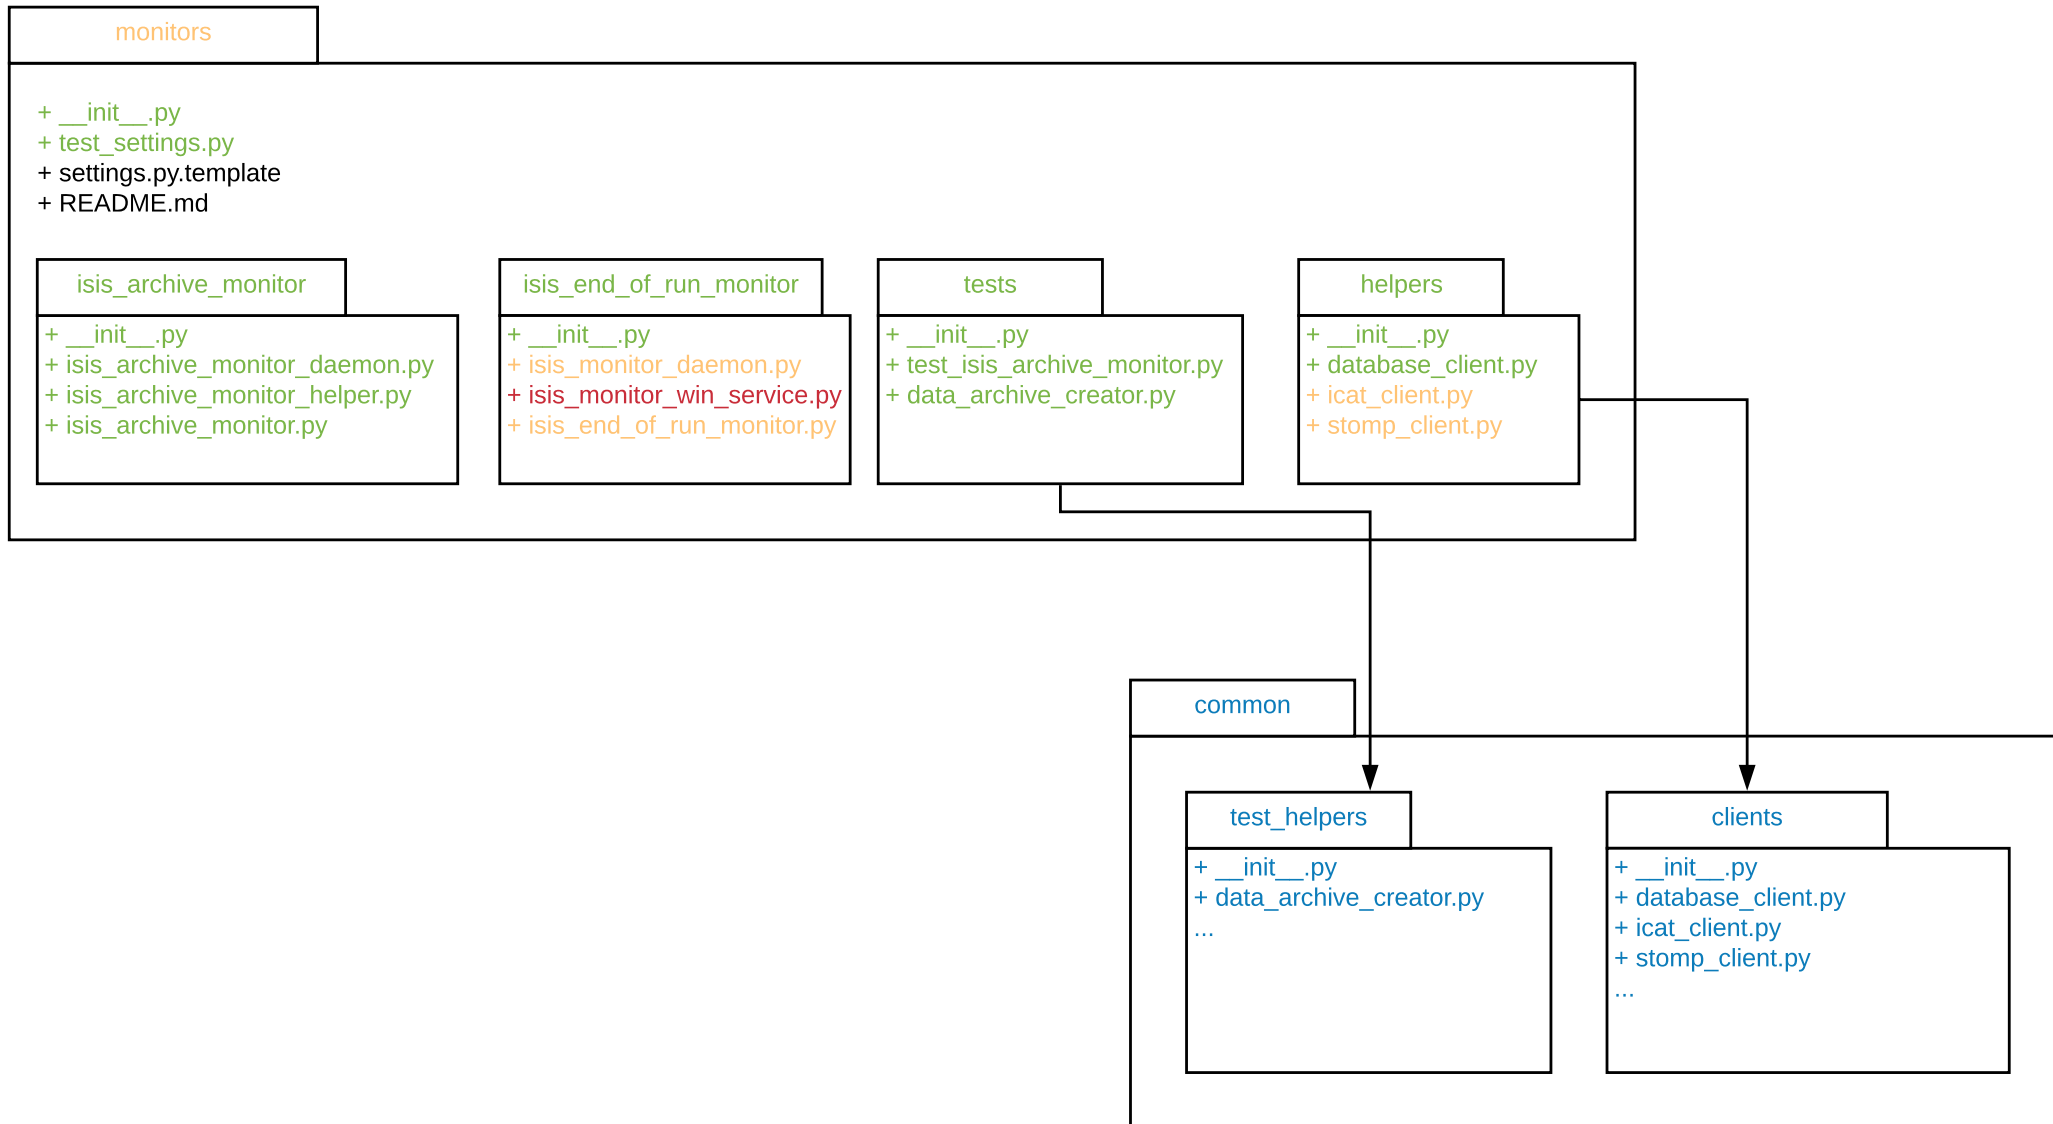 monitors
+ __init__.py
+ test_settings.py
+ settings.py.template
+ README.md
isis_archive_monitor
+ __init__.py
+ isis_archive_monitor_daemon.py
+ isis_archive_monitor_helper.py
+ isis_archive_monitor.py
isis_end_of_run_monitor
+ __init__.py
+ isis_monitor_daemon.py
+ isis_monitor_win_service.py
+ isis_end_of_run_monitor.py
tests
+ __init__.py
+ test_isis_archive_monitor.py
+ data_archive_creator.py
helpers
+ __init__.py
+ database_client.py
+ icat_client.py
+ stomp_client.py
common
test_helpers
+ __init__.py
+ data_archive_creator.py
...
clients
+ __init__.py
+ database_client.py
+ icat_client.py
+ stomp_client.py
...